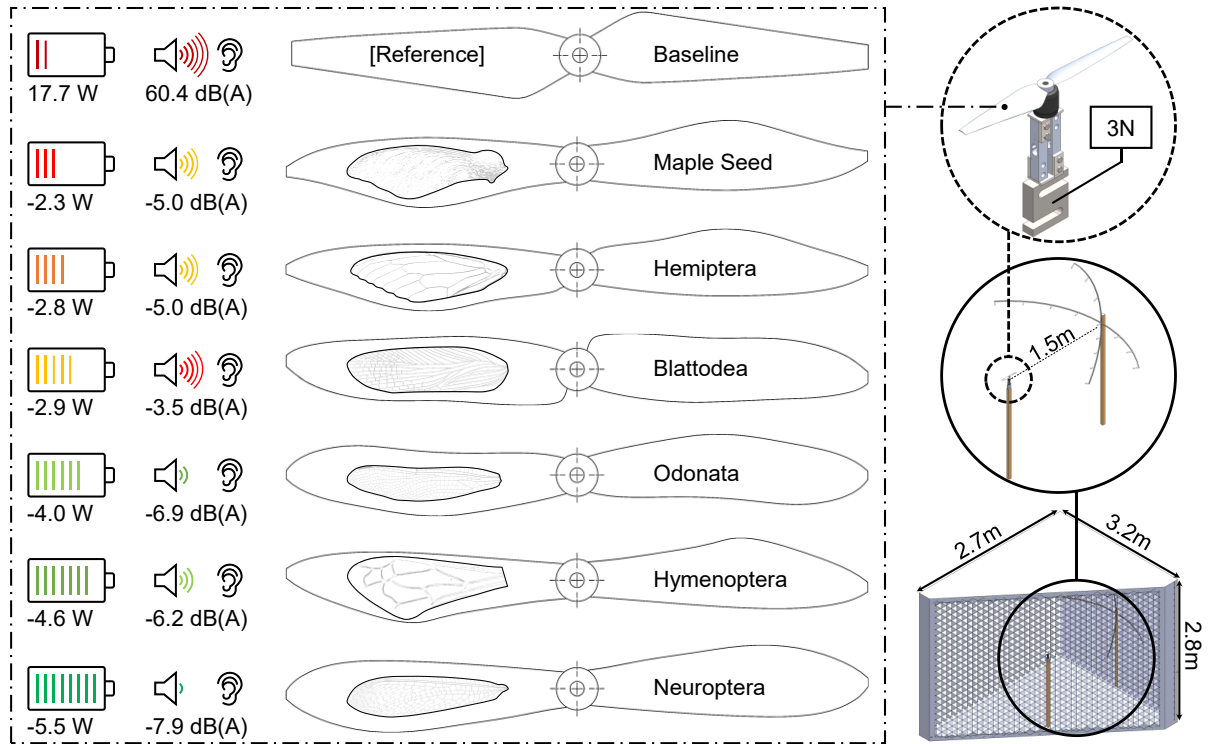 [Reference]
Baseline
17.7 W
60.4 dB(A)
Maple Seed
-2.3 W
-5.0 dB(A)
Hemiptera
-2.8 W
-5.0 dB(A)
Blattodea
-2.9 W
-3.5 dB(A)
Odonata
-4.0 W
-6.9 dB(A)
Hymenoptera
-4.6 W
-6.2 dB(A)
Neuroptera
-5.5 W
-7.9 dB(A)
3N
1.5m
2.7m
3.2m
2.8m